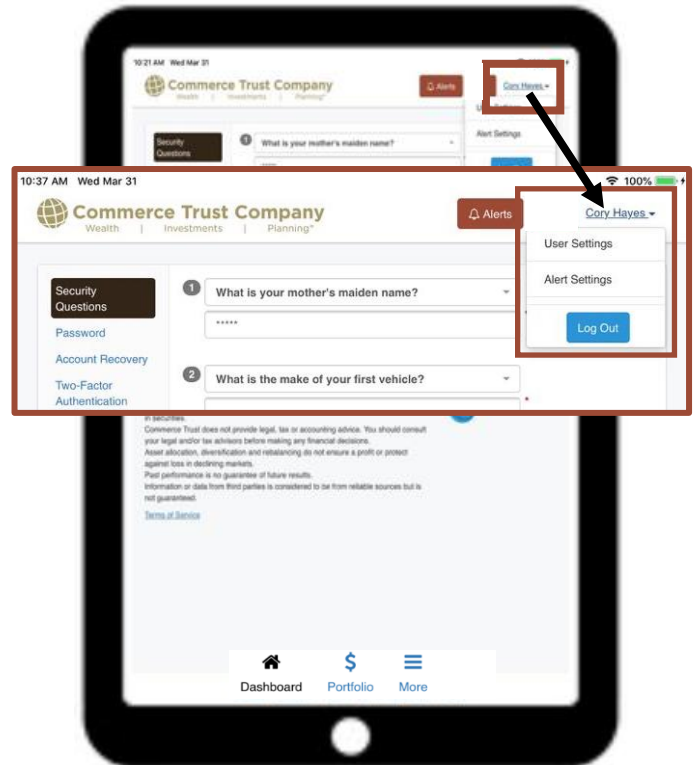 10:21 AM Wed Mar 31
Commerce Trust Company
Wealth | Investments | Planning
Alerts
Cory Hayes
Alert Settings
Security
Questions
1 What is your mother's maiden name?
10:37 AM Wed Mar 31
100%
Commerce Trust Company
Wealth | Investments | Planning
Alerts
Cory Hayes
User Settings
Alert Settings
Log Out
Security
Questions
Password
Account Recovery
Two-Factor
Authentication
1 What is your mother's maiden name?
*****
*
2 What is the make of your first vehicle?
*
in securities.
Commerce Trust does not provide legal, tax or accounting advice. You should consult
your legal and/or tax advisors before making any financial decisions.
Asset allocation, diversification and rebalancing do not ensure a profit or protect
against loss in declining markets.
Past performance is no guarantee of future results.
Information or data from third parties is considered to be from reliable sources but is
not guaranteed.
Terms of Service
Dashboard Portfolio More